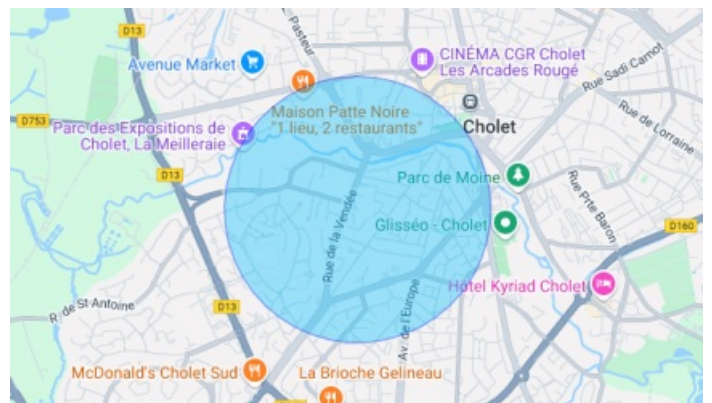 D13
Pasteur
Avenue Market
CINÉMA CGR Cholet
Les Arcades Rougé
Rue Sadi Carnot
Rue de Lorraine
D753
Maison Patte Noire
"1 lieu, 2 restaurants"
Cholet
Parc des Expositions de
Cholet, La Meilleraie
D13
Parc de Moine
Rue Prte Baron
Rue de la Vendée
Glisséo - Cholet
D160
Hôtel Kyriad Cholet
R. de St Antoine
D13
Av. de l'Europe
McDonald's Cholet Sud
La Brioche Gelineau